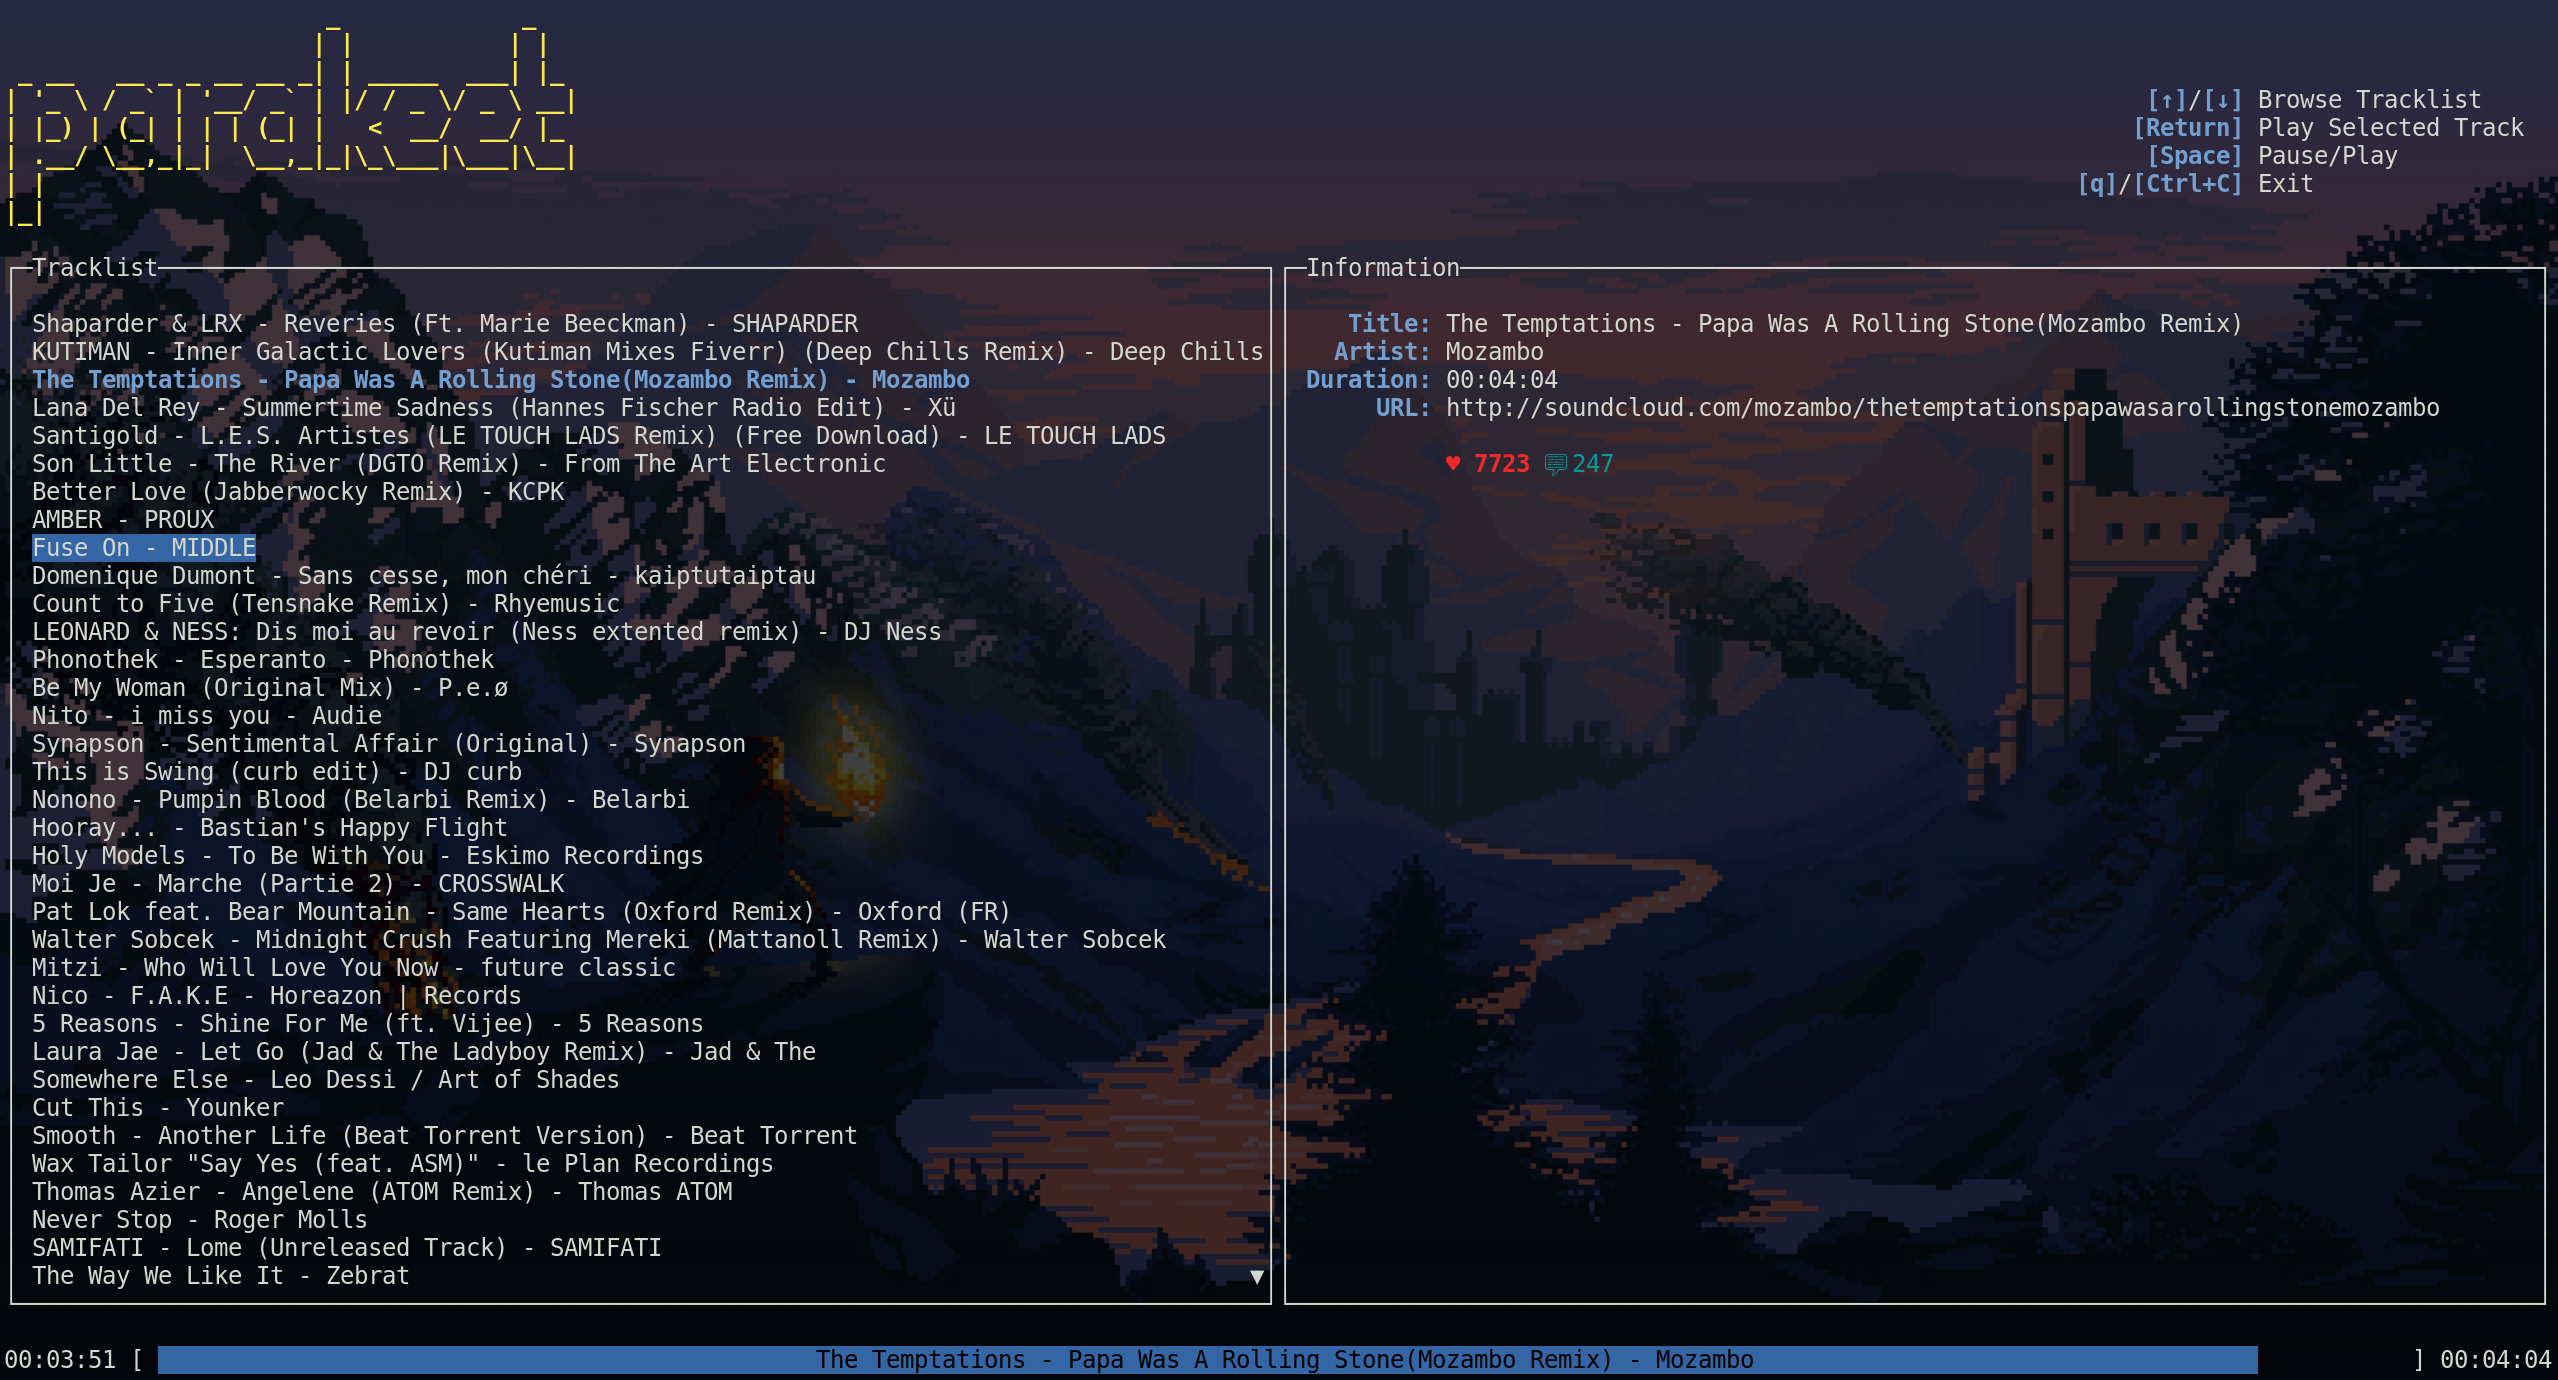 parakeet
[↑]/[↓] Browse Tracklist
[Return] Play Selected Track
[Space] Pause/Play
[q]/[Ctrl+C] Exit
Tracklist
Shaparder & LRX - Reveries (Ft. Marie Beeckman) - SHAPARDER
KUTIMAN - Inner Galactic Lovers (Kutiman Mixes Fiverr) (Deep Chills Remix) - Deep Chills
The Temptations - Papa Was A Rolling Stone(Mozambo Remix) - Mozambo
Lana Del Rey - Summertime Sadness (Hannes Fischer Radio Edit) - Xü
Santigold - L.E.S. Artistes (LE TOUCH LADS Remix) (Free Download) - LE TOUCH LADS
Son Little - The River (DGTO Remix) - From The Art Electronic
Better Love (Jabberwocky Remix) - KCPK
AMBER - PROUX
Fuse On - MIDDLE
Domenique Dumont - Sans cesse, mon chéri - kaiptutaiptau
Count to Five (Tensnake Remix) - Rhyemusic
LEONARD & NESS: Dis moi au revoir (Ness extented remix) - DJ Ness
Phonothek - Esperanto - Phonothek
Be My Woman (Original Mix) - P.e.ø
Nito - i miss you - Audie
Synapson - Sentimental Affair (Original) - Synapson
This is Swing (curb edit) - DJ curb
Nonono - Pumpin Blood (Belarbi Remix) - Belarbi
Hooray... - Bastian's Happy Flight
Holy Models - To Be With You - Eskimo Recordings
Moi Je - Marche (Partie 2) - CROSSWALK
Pat Lok feat. Bear Mountain - Same Hearts (Oxford Remix) - Oxford (FR)
Walter Sobcek - Midnight Crush Featuring Mereki (Mattanoll Remix) - Walter Sobcek
Mitzi - Who Will Love You Now - future classic
Nico - F.A.K.E - Horeazon | Records
5 Reasons - Shine For Me (ft. Vijee) - 5 Reasons
Laura Jae - Let Go (Jad & The Ladyboy Remix) - Jad & The
Somewhere Else - Leo Dessi / Art of Shades
Cut This - Younker
Smooth - Another Life (Beat Torrent Version) - Beat Torrent
Wax Tailor "Say Yes (feat. ASM)" - le Plan Recordings
Thomas Azier - Angelene (ATOM Remix) - Thomas ATOM
Never Stop - Roger Molls
SAMIFATI - Lome (Unreleased Track) - SAMIFATI
The Way We Like It - Zebrat
▼
Information
Title: The Temptations - Papa Was A Rolling Stone(Mozambo Remix)
Artist: Mozambo
Duration: 00:04:04
URL: http://soundcloud.com/mozambo/thetemptationspapawasarollingstonemozambo
♥ 7723 💬247
00:03:51 [ The Temptations - Papa Was A Rolling Stone(Mozambo Remix) - Mozambo ] 00:04:04